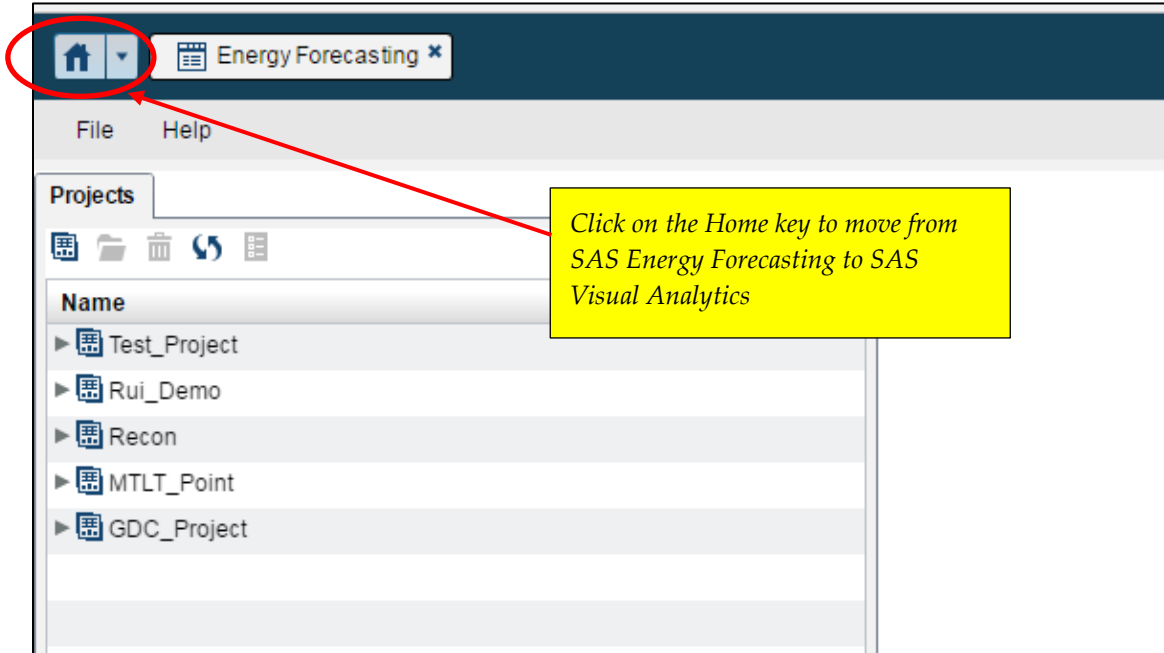 Energy Forecasting
File Help
Projects
Click on the Home key to move from
SAS Energy Forecasting to SAS
Visual Analytics
Name
Test_Project
Rui_Demo
Recon
MTLT_Point
GDC_Project